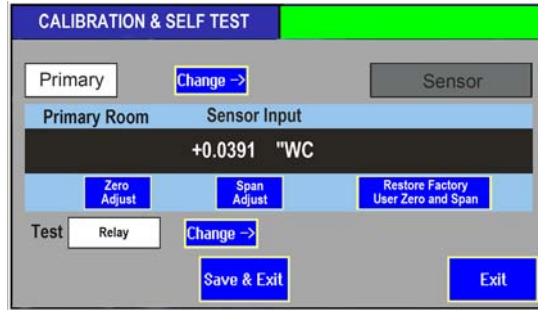 CALIBRATION & SELF TEST
Primary Change -> Sensor
Primary Room Sensor Input
+0.0391 "WC
Zero Adjust
Span Adjust
Restore Factory
User Zero and Span
Test Relay Change ->
Save & Exit Exit